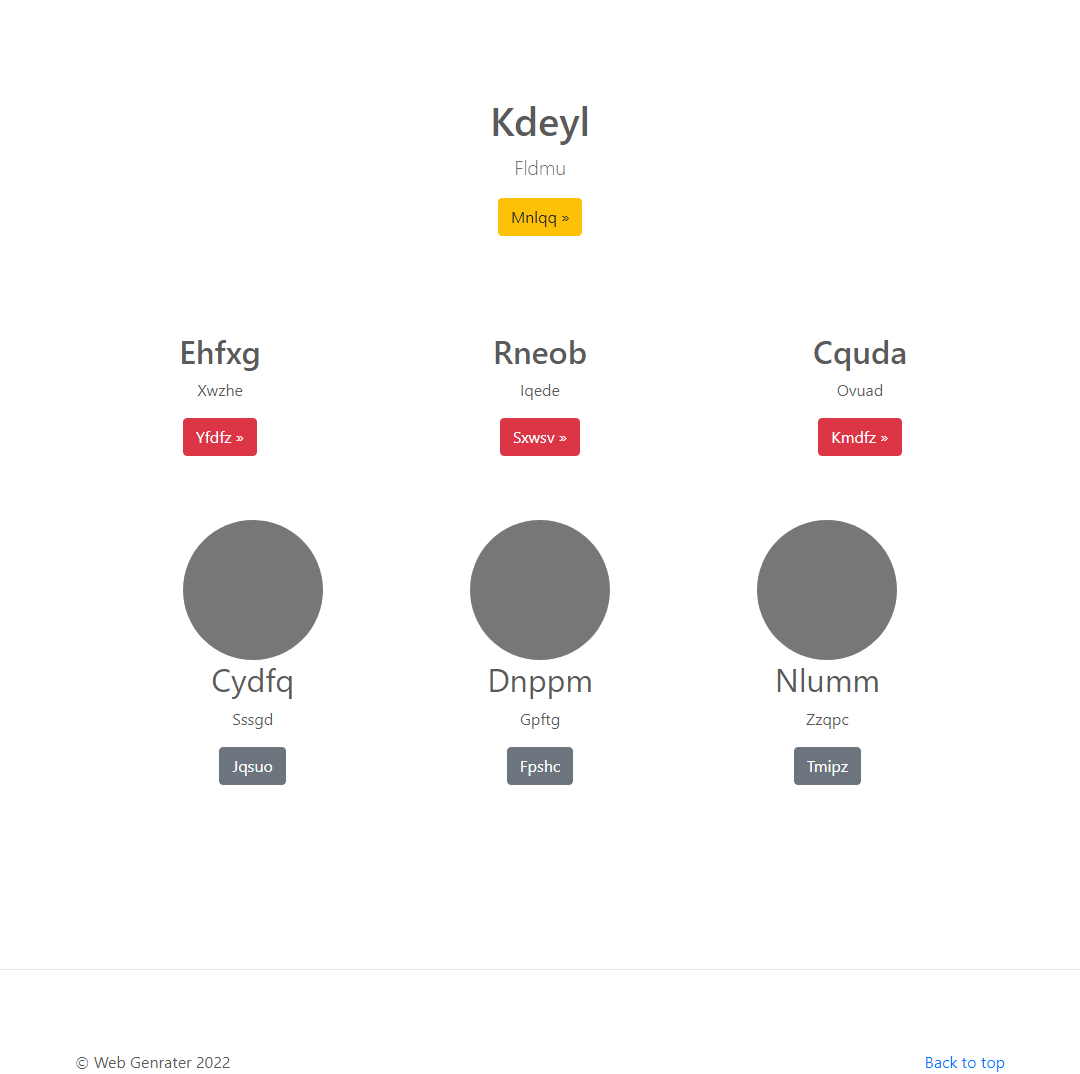 Kdeyl
Fldmu
Mnlqq »
Ehfxg
Rneob
Cquda
Xwzhe
Iqede
Ovuad
Yfdfz »
Sxwsv »
Kmdfz »
Cydfq
Dnppm
Nlumm
Sssgd
Gpftg
Zzqpc
Jqsuo
Fpshc
Tmipz
© Web Genrater 2022
Back to top